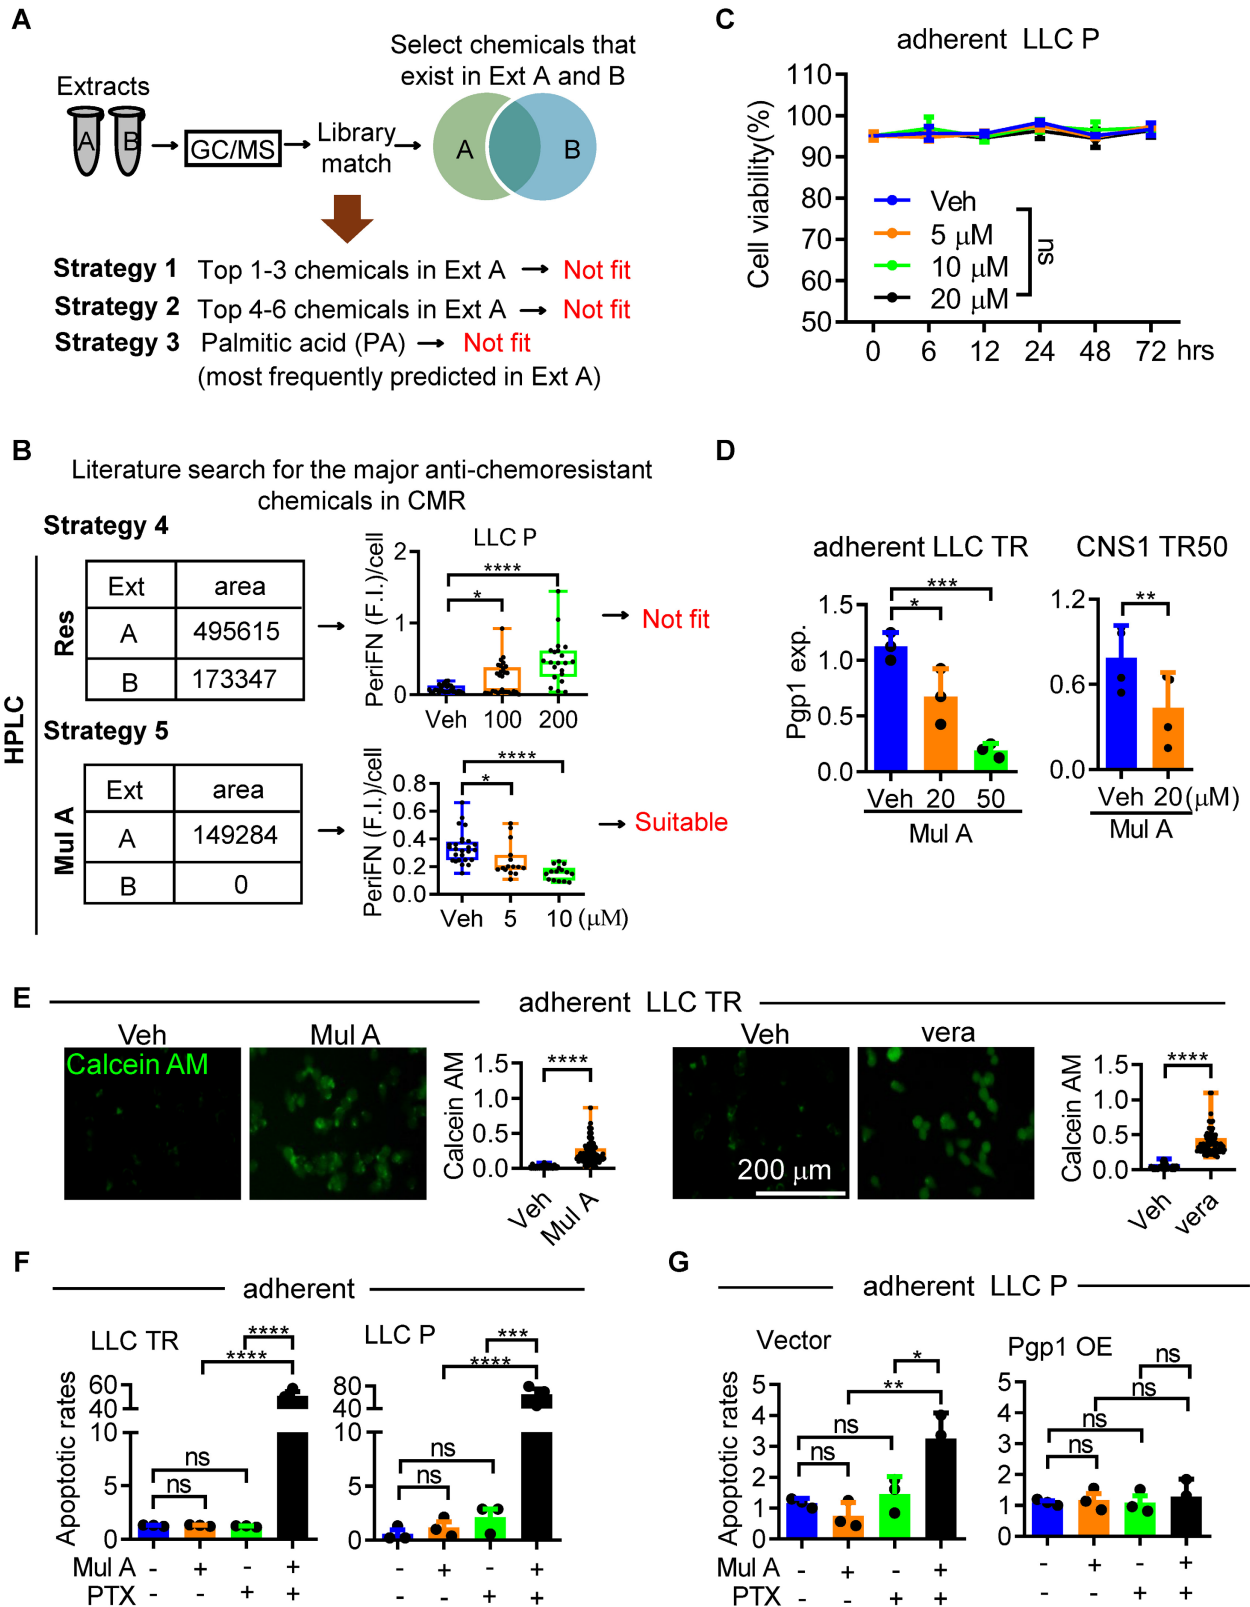 A
Extracts
A
B
GC/MS
Library
match
Select chemicals that
exist in Ext A and B
A
B
Strategy 1 Top 1-3 chemicals in Ext A → Not fit
Strategy 2 Top 4-6 chemicals in Ext A → Not fit
Strategy 3 Palmitic acid (PA) → Not fit
(most frequently predicted in Ext A)
C
adherent LLC P
Cell viability(%)
110
100
90
80
70
60
50
Veh
5 μM
10 μM
20 μM
ns
0 6 12 24 48 72 hrs
B
Literature search for the major anti-chemoresistant
chemicals in CMR
HPLC
Strategy 4
Res
Ext area
A 495615
B 173347
LLC P
PeriFN (F.I.)/cell
2
1
0
*
****
Veh 100 200
Not fit
Strategy 5
Mul A
Ext area
A 149284
B 0
PeriFN (F.I.)/cell
0.8
0.6
0.4
0.2
0.0
*
****
Veh 5 10 (μM)
Suitable
D
adherent LLC TR
Pgp1 exp.
1.5
1.0
0.5
0.0
***
*
Veh 20 50
Mul A
CNS1 TR50
1.2
0.6
0.0
**
Veh 20 (μM)
Mul A
E
adherent LLC TR
Veh
Mul A
Calcein AM
Calcein AM
1.5
1.0
0.5
0.0
****
Veh
Mul A
Veh
vera
200 μm
Calcein AM
1.5
1.0
0.5
0.0
****
Veh
vera
F
adherent
LLC TR
Apoptotic rates
60
40
10
5
0
****
****
ns
ns
LLC P
80
40
10
5
0
***
****
ns
ns
Mul A - + - + - + - +
PTX - - + + - - + +
G
adherent LLC P
Vector
Apoptotic rates
5
4
3
2
1
0
*
**
ns
ns
Pgp1 OE
5
4
3
2
1
0
ns
ns
ns
ns
Mul A - + - + - + - +
PTX - - + + - - + +